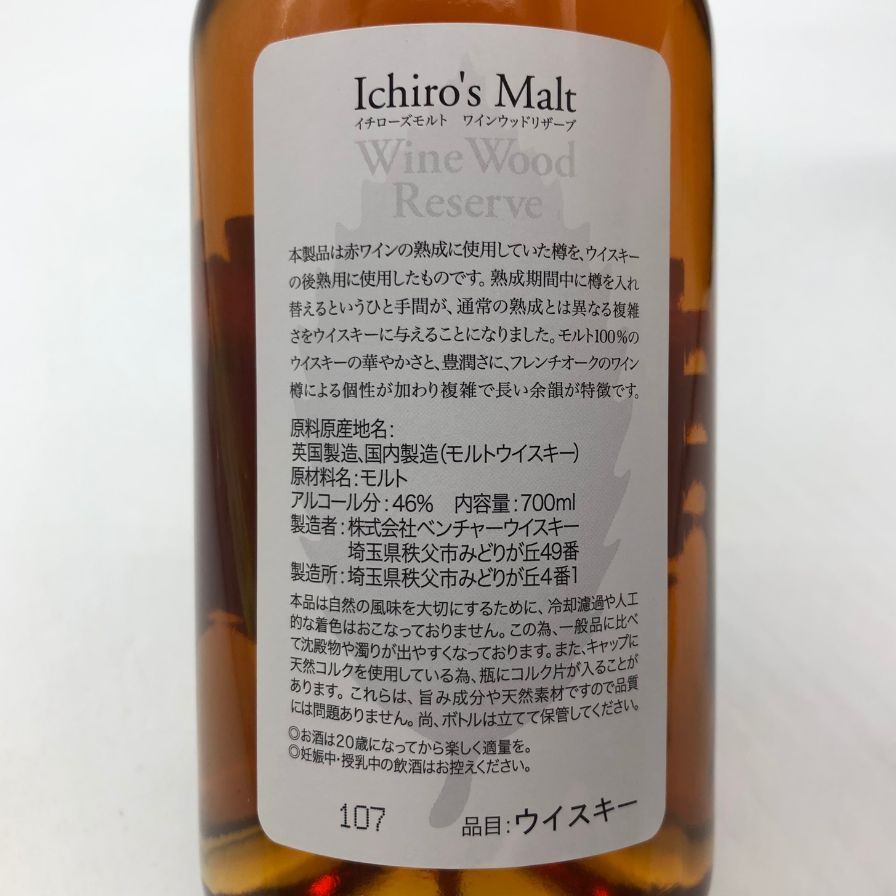 Ichiro's Malt
イチローズモルト　ワインウッドリザーブ
Wine Wood
Reserve
本製品は赤ワインの熟成に使用していた樽を、ウイスキー
の後熟用に使用したものです。熟成期間中に樽を入れ
替えるというひと手間が、通常の熟成とは異なる複雑
さをウイスキーに与えることになりました。モルト100%の
ウイスキーの華やかさと、豊潤さに、フレンチオークのワイン
樽による個性が加わり複雑で長い余韻が特徴です。
原料原産地名：
英国製造、国内製造（モルトウイスキー）
原材料名：モルト
アルコール分：46%　内容量：700ml
製造者：株式会社ベンチャーウイスキー
埼玉県秩父市みどりが丘49番
製造所：埼玉県秩父市みどりが丘4番1
本品は自然の風味を大切にするために、冷却濾過や人工
的な着色はおこなっておりません。この為、一般品に比べ
て沈殿物や濁りが出やすくなっております。また、キャップに
天然コルクを使用している為、瓶にコルク片が入ることが
あります。これらは、旨み成分や天然素材ですので品質
には問題ありません。尚、ボトルは立てて保管してください。
◎お酒は20歳になってから楽しく適量を。
◎妊娠中・授乳中の飲酒はお控えください。
107
品目：ウイスキー